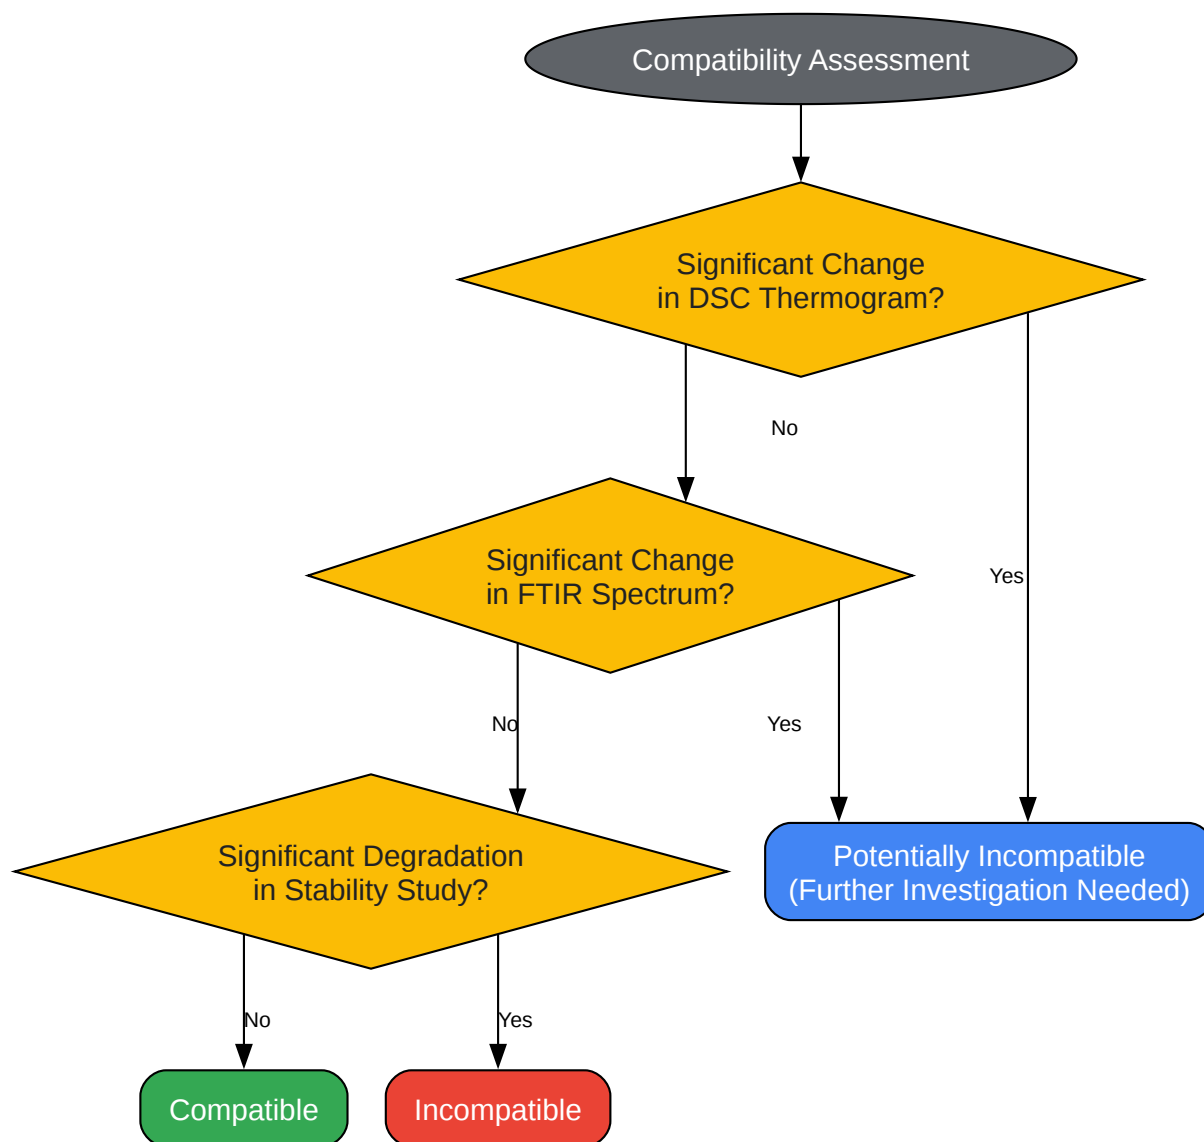 Compatibility Assessment
Significant Change
in DSC Thermogram?
No
Significant Change
in FTIR Spectrum?
Yes
No
Yes
Significant Degradation
in Stability Study?
Potentially Incompatible
(Further Investigation Needed)
No
Yes
Compatible
Incompatible